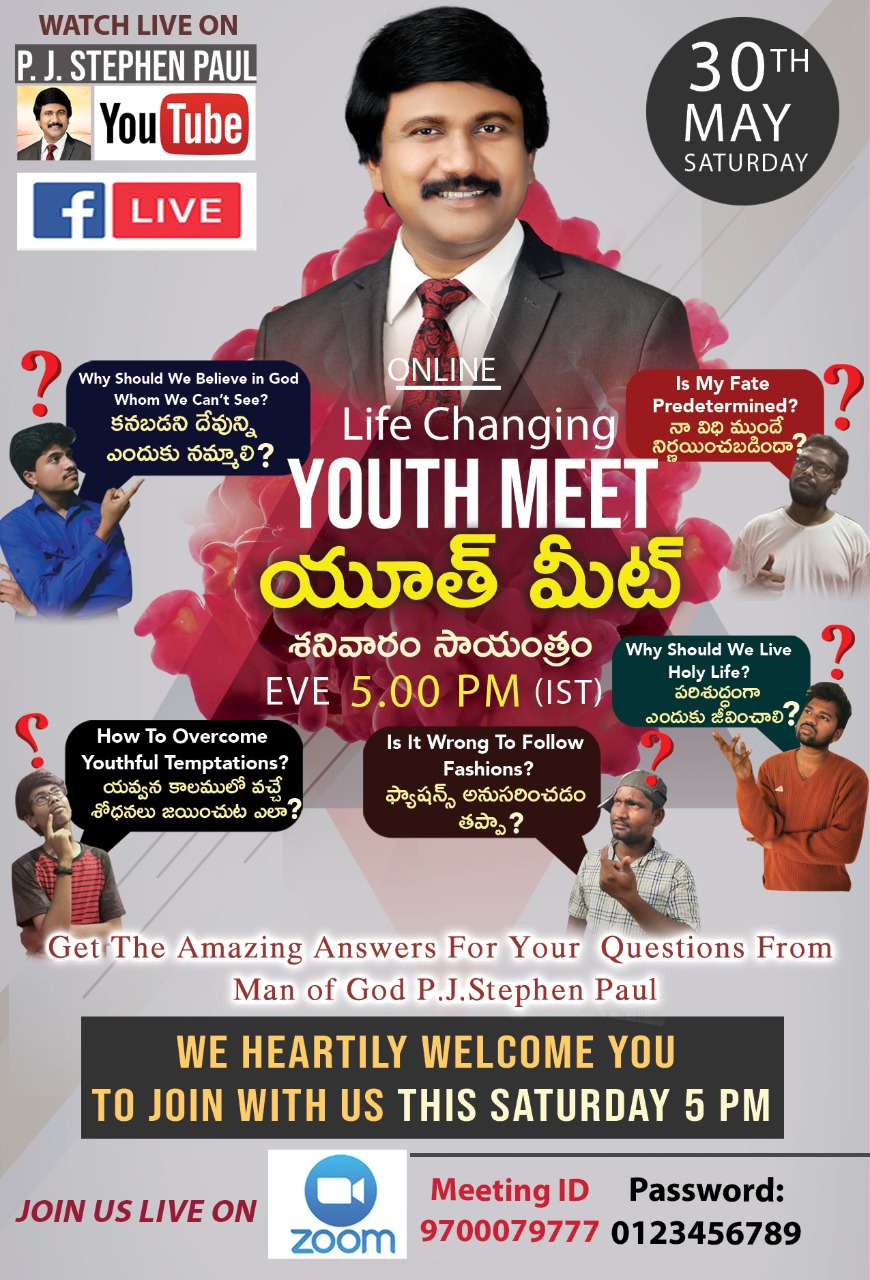 WATCH LIVE ON
P. J. STEPHEN PAUL
YouTube
f LIVE
30TH
MAY
SATURDAY
ONLINE
Life Changing
YOUTH MEET
యూత్ మీట్
శనివారం సాయంత్రం
EVE 5.00 PM (IST)
?
Why Should We Believe in God
Whom We Can't See?
కనబడని దేవున్ని
ఎందుకు నమ్మాలి?
?
Is My Fate
Predetermined?
నా విధి ముందే
నిర్ణయించబడిందా?
?
Why Should We Live
Holy Life?
పరిశుద్ధంగా
ఎందుకు జీవించాలి?
?
How To Overcome
Youthful Temptations?
యవ్వన కాలములో వచ్చే
శోధనలు జయించుట ఎలా?
?
Is It Wrong To Follow
Fashions?
ఫ్యాషన్స్ అనుసరించడం
తప్పా?
Get The Amazing Answers For Your Questions From
Man of God P.J.Stephen Paul
WE HEARTILY WELCOME YOU
TO JOIN WITH US THIS SATURDAY 5 PM
JOIN US LIVE ON
zoom
Meeting ID
9700079777
Password:
0123456789